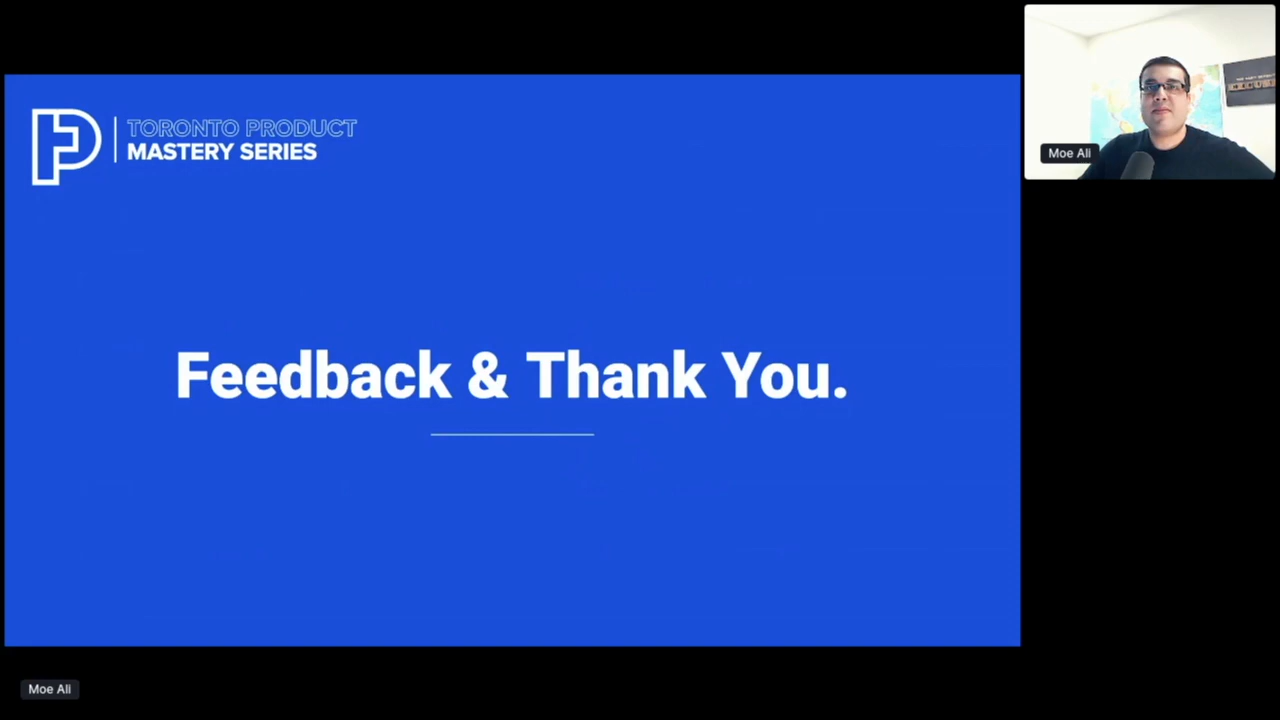 TORONTO PRODUCT
MASTERY SERIES
Feedback & Thank You.
Moe Ali
Moe Ali